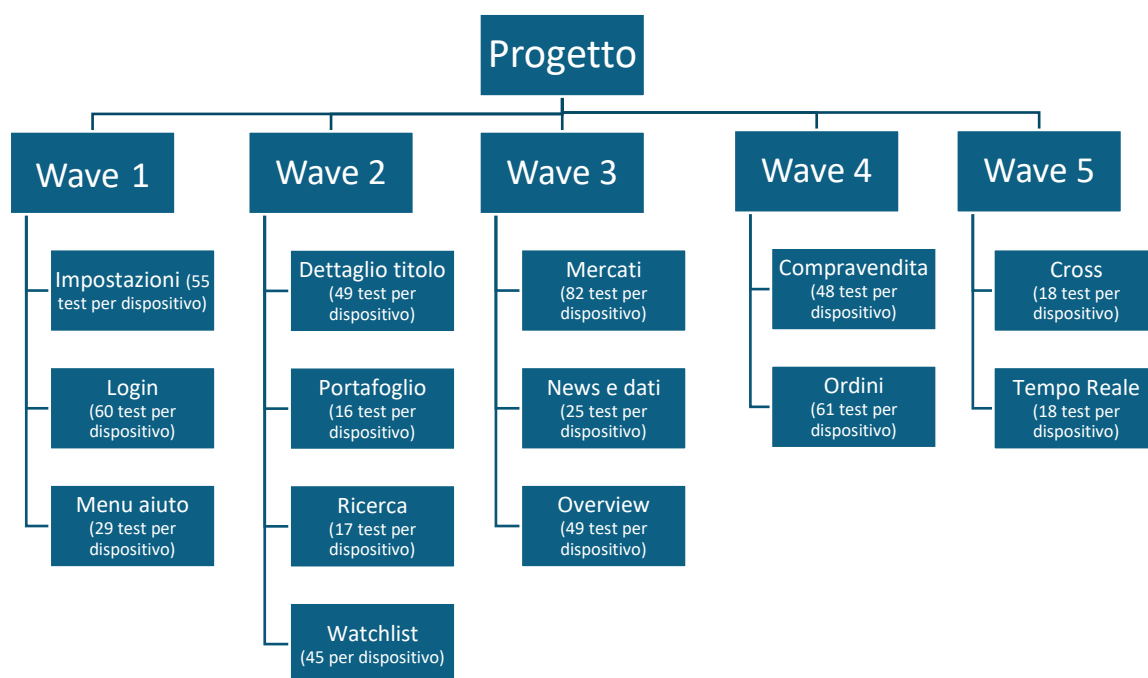 Progetto
Wave 1
Wave 2
Wave 3
Wave 4
Wave 5
Impostazioni (55
test per dispositivo)
Login
(60 test per
dispositivo)
Menu aiuto
(29 test per
dispositivo)
Dettaglio titolo
(49 test per
dispositivo)
Portafoglio
(16 test per
dispositivo)
Ricerca
(17 test per
dispositivo)
Watchlist
(45 per dispositivo)
Mercati
(82 test per
dispositivo)
News e dati
(25 test per
dispositivo)
Overview
(49 test per
dispositivo)
Compravendita
(48 test per
dispositivo)
Ordini
(61 test per
dispositivo)
Cross
(18 test per
dispositivo)
Tempo Reale
(18 test per
dispositivo)